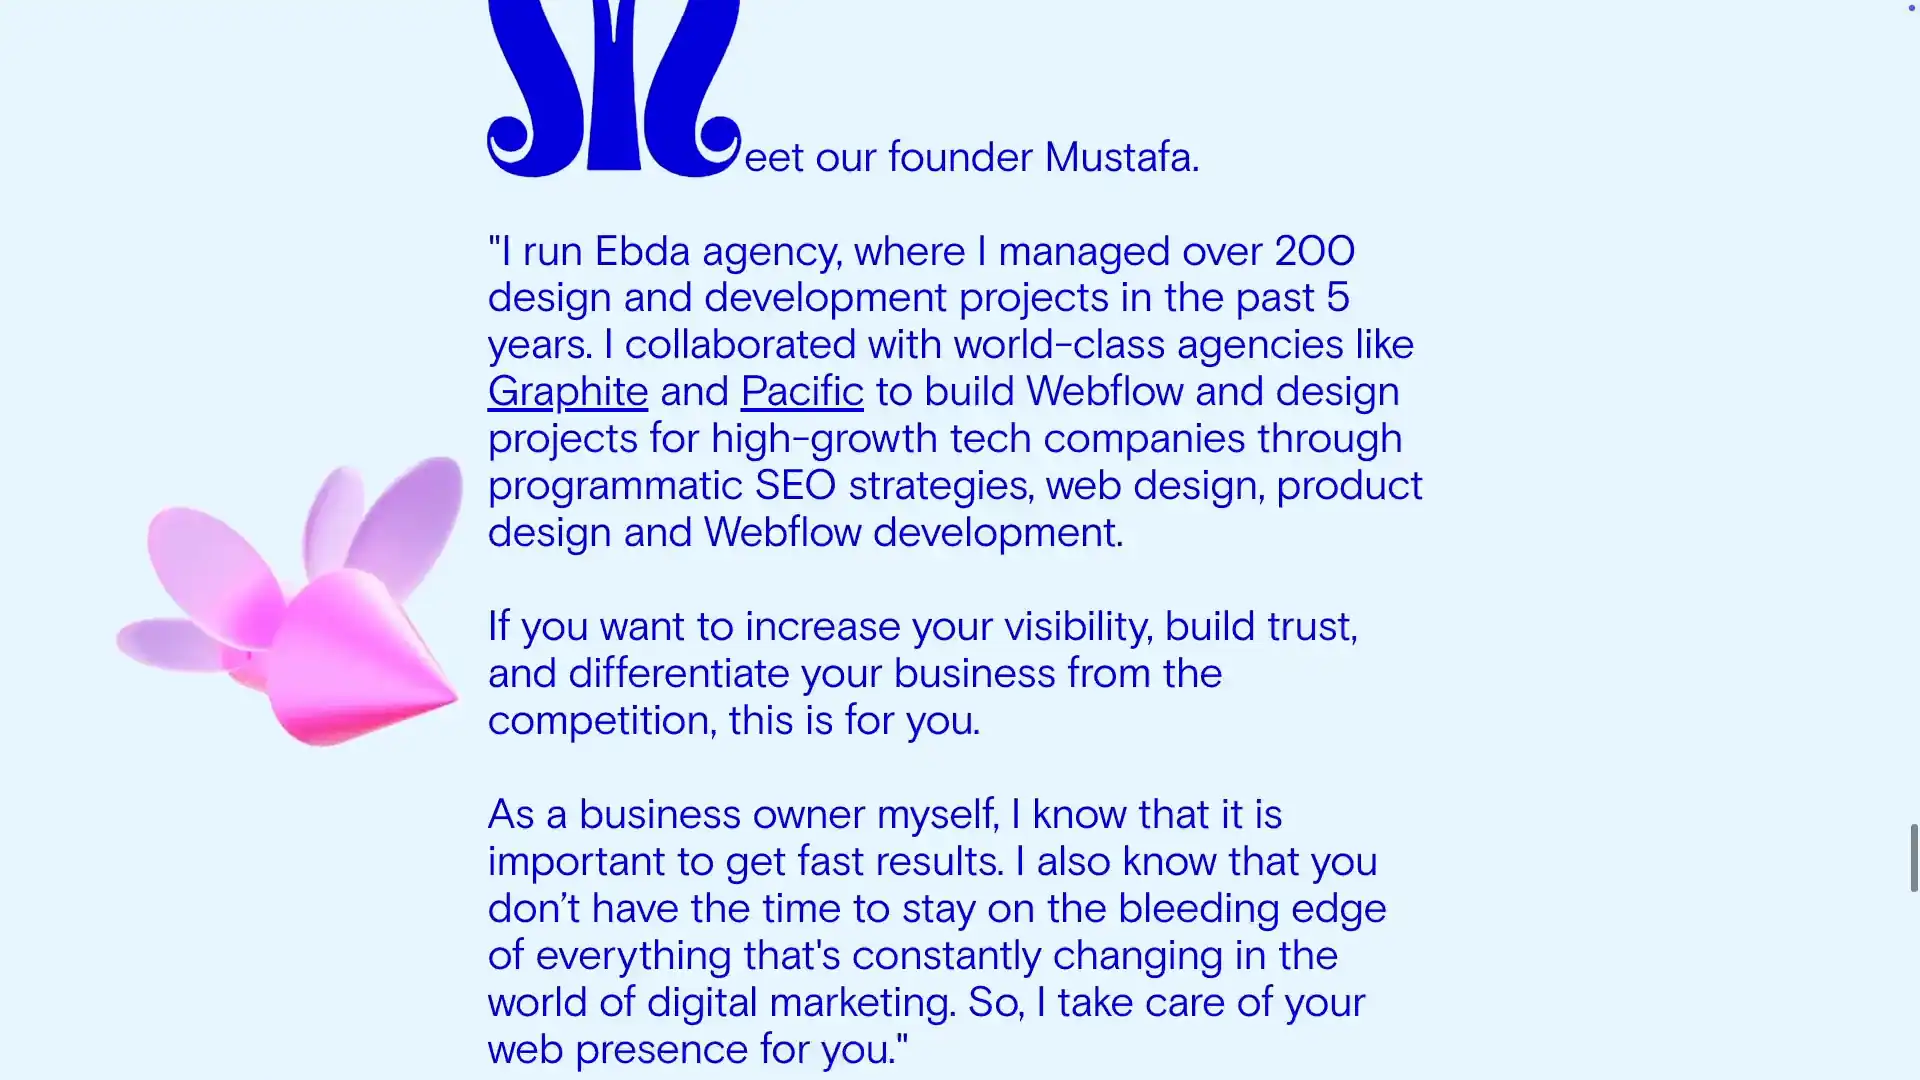 Meet our founder Mustafa.
"I run Ebda agency, where I managed over 200
design and development projects in the past 5
years. I collaborated with world-class agencies like
Graphite and Pacific to build Webflow and design
projects for high-growth tech companies through
programmatic SEO strategies, web design, product
design and Webflow development.
If you want to increase your visibility, build trust,
and differentiate your business from the
competition, this is for you.
As a business owner myself, I know that it is
important to get fast results. I also know that you
don’t have the time to stay on the bleeding edge
of everything that's constantly changing in the
world of digital marketing. So, I take care of your
web presence for you."